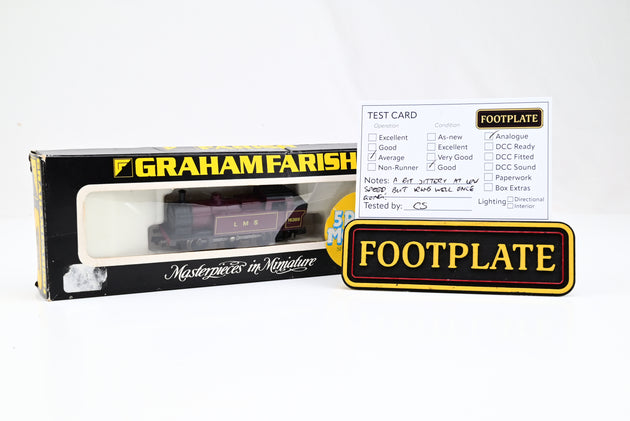 GRAHAM FARISH
LMS
Masterpieces in Miniature
TEST CARD
FOOTPLATE
Operation
Condition
Excellent
As-new
Analogue
Good
Excellent
DCC Ready
Average
Very Good
DCC Fitted
Non-Runner
Good
DCC Sound
Paperwork
Box Extras
Notes: A BIT JITTERY AT LOW
SPEED BUT RUNS WELL ONCE
Lighting
Directional
Interior
Tested by: CS
FOOTPLATE